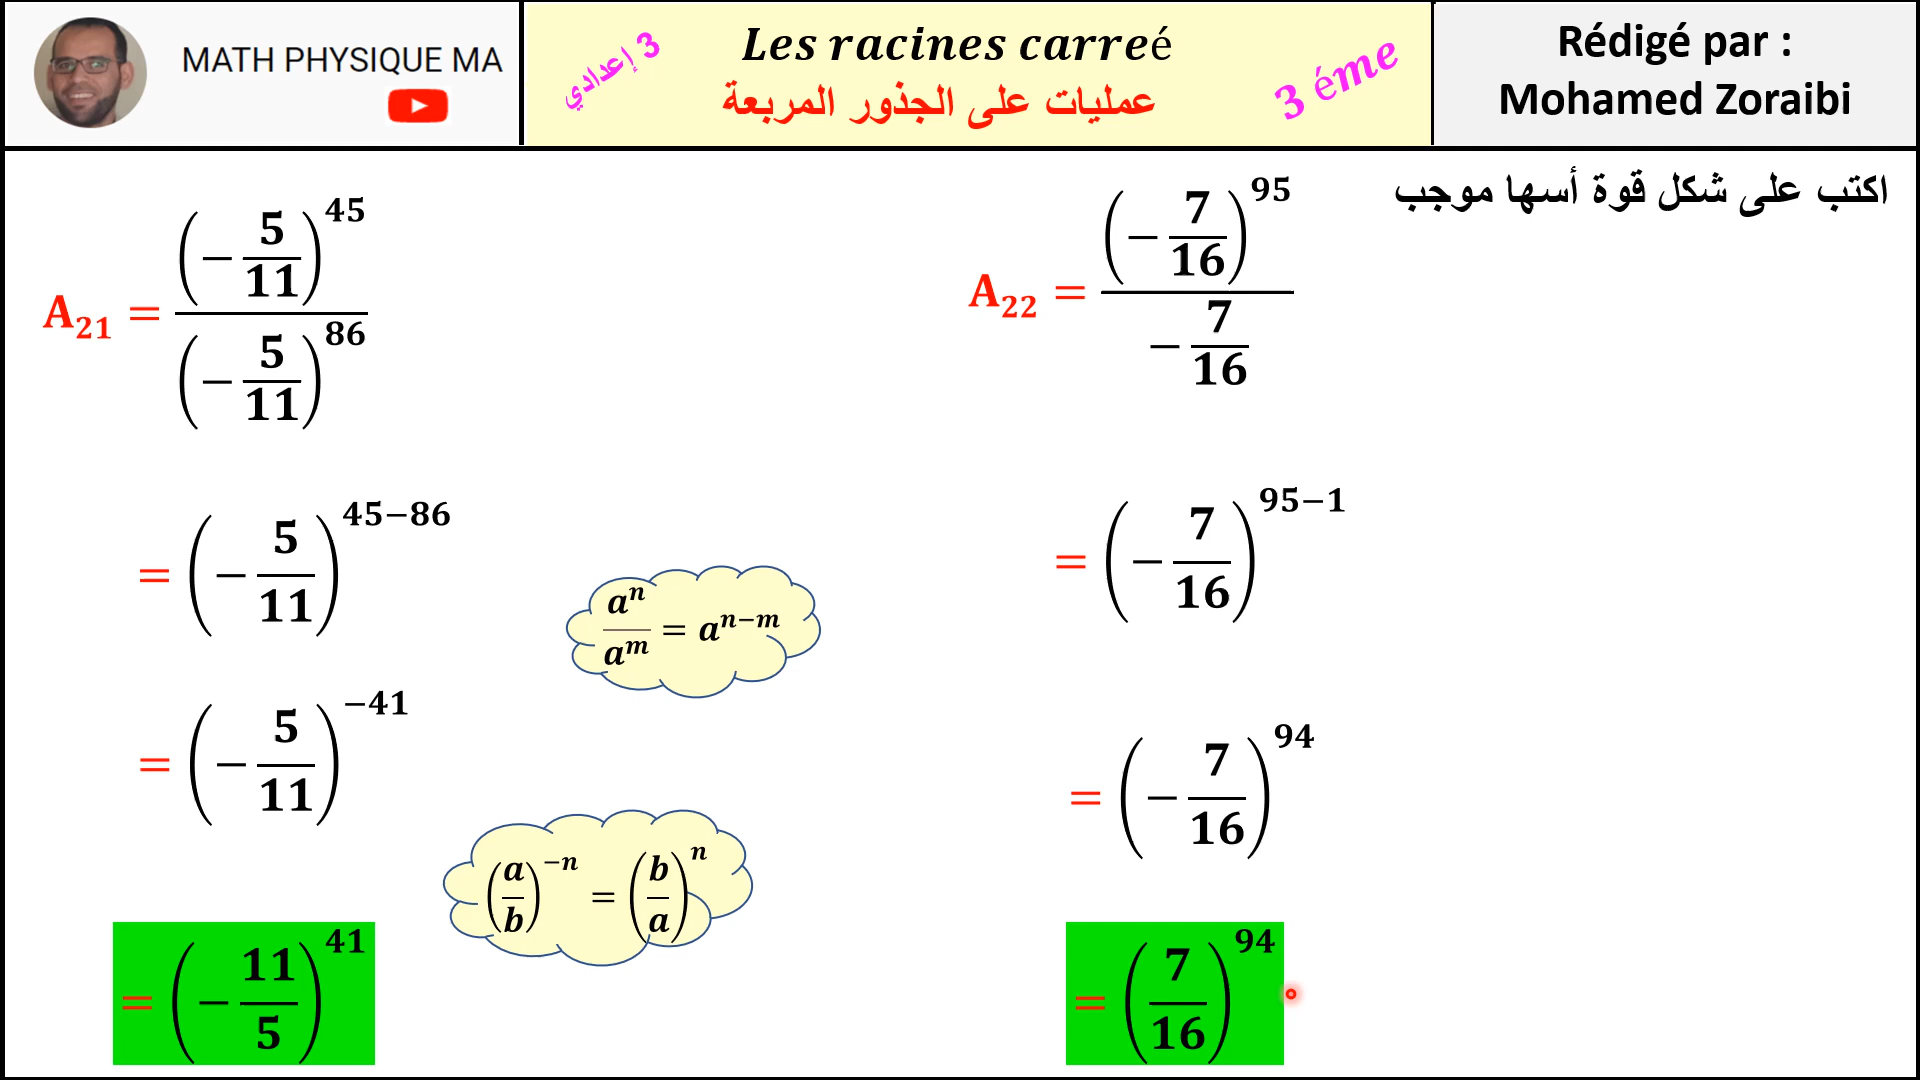 MATH PHYSIQUE MA
3 إعدادي
Les racines carreé
عمليات على الجذور المربعة
3 éme
Rédigé par :
Mohamed Zoraibi
اكتب على شكل قوة أسها موجب
A₂₁ = (−5/11)^45 / (−5/11)^86
= (−5/11)^(45−86)
= (−5/11)^(−41)
= (−11/5)^41
a^n/a^m = a^(n−m)
(a/b)^(−n) = (b/a)^n
A₂₂ = (−7/16)^95 / −7/16
= (−7/16)^(95−1)
= (−7/16)^94
= (7/16)^94